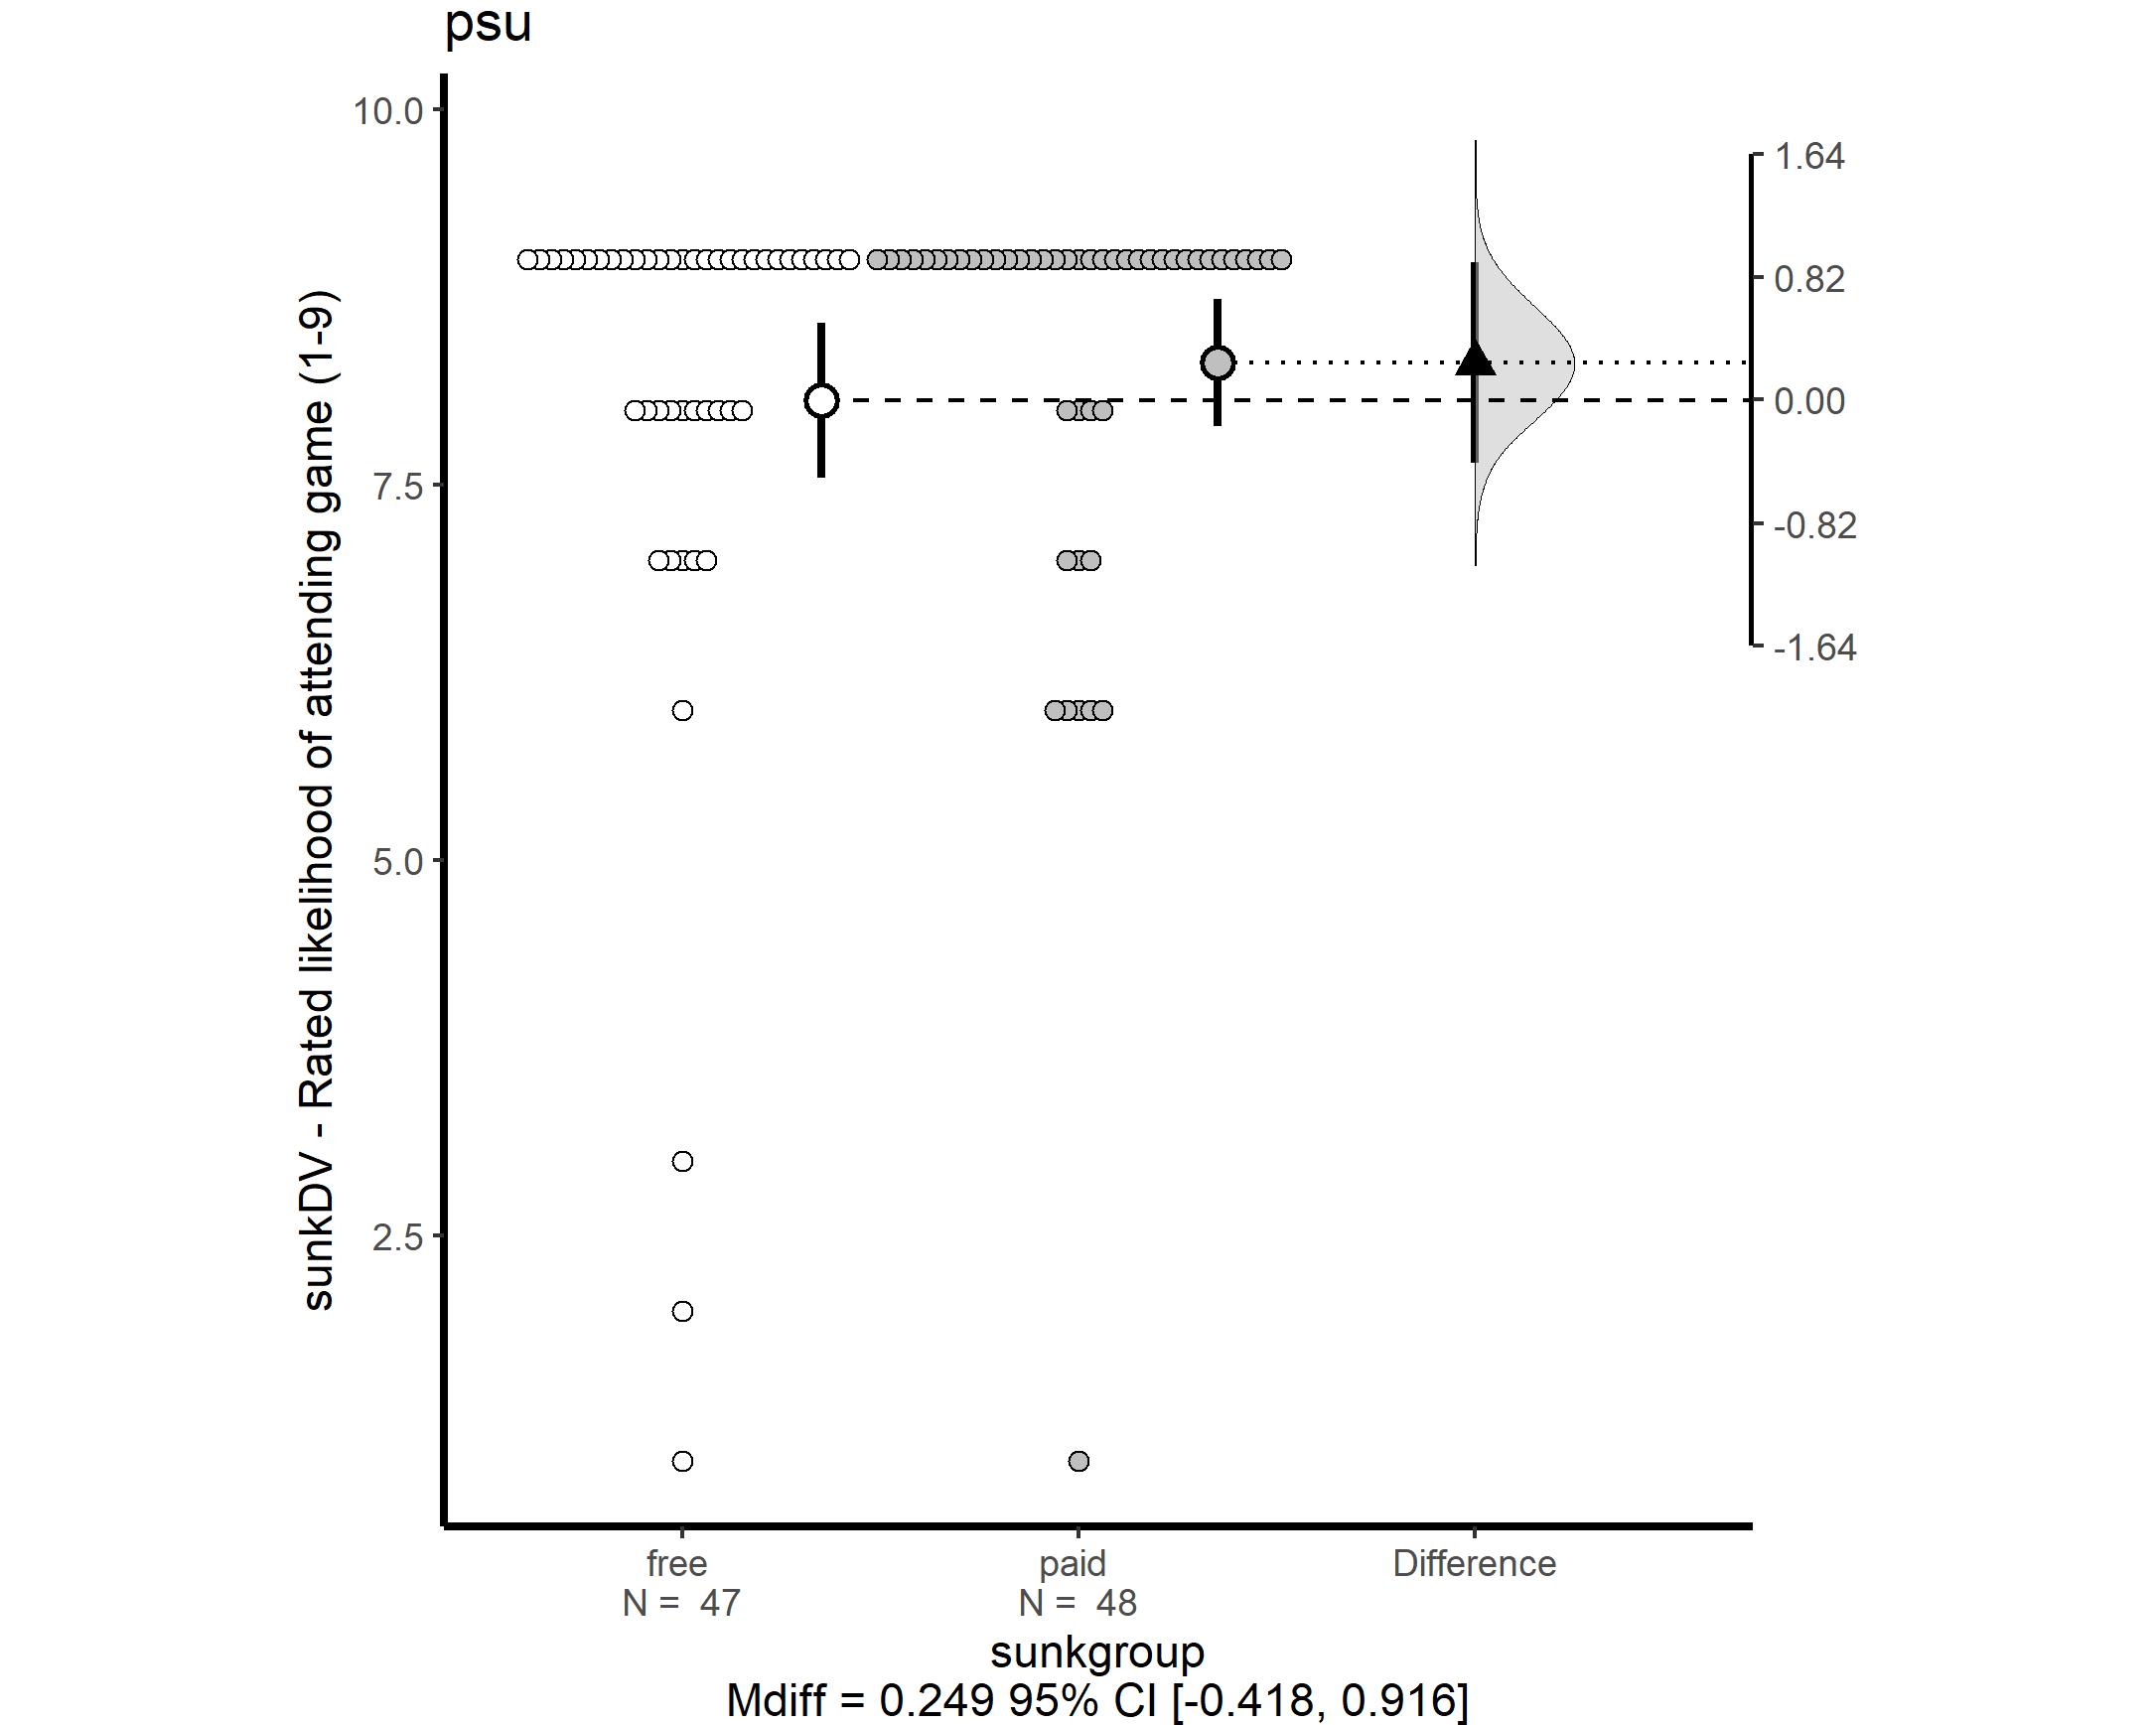 psu
sunkDV - Rated likelihood of attending game (1-9)
10.0
7.5
5.0
2.5
1.64
0.82
0.00
-0.82
-1.64
free
N = 47
paid
N = 48
Difference
sunkgroup
Mdiff = 0.249 95% CI [-0.418, 0.916]